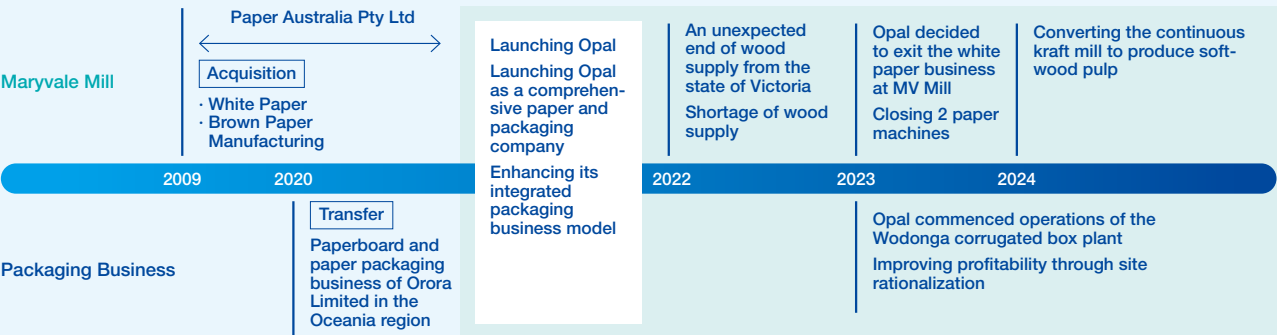 Maryvale Mill
Paper Australia Pty Ltd
Acquisition
· White Paper
· Brown Paper
Manufacturing
Launching Opal
Launching Opal
as a comprehen-
sive paper and
packaging
company
Enhancing its
integrated
packaging
business model
An unexpected
end of wood
supply from the
state of Victoria
Shortage of wood
supply
Opal decided
to exit the white
paper business
at MV Mill
Closing 2 paper
machines
Converting the continuous
kraft mill to produce soft-
wood pulp
2009
2020
2022
2023
2024
Packaging Business
Transfer
Paperboard and
paper packaging
business of Orora
Limited in the
Oceania region
Opal commenced operations of the
Wodonga corrugated box plant
Improving profitability through site
rationalization